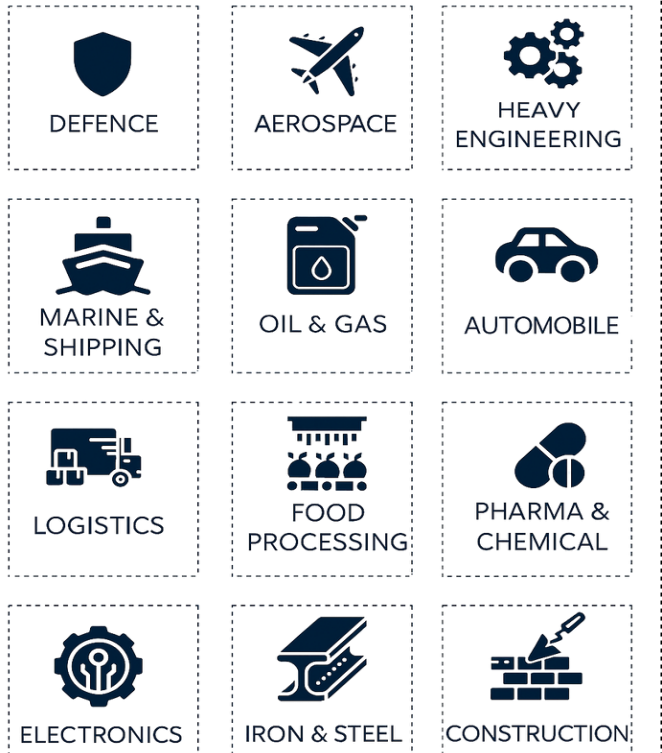 DEFENCE
AEROSPACE
HEAVY
ENGINEERING
MARINE &
SHIPPING
OIL & GAS
AUTOMOBILE
LOGISTICS
FOOD
PROCESSING
PHARMA &
CHEMICAL
ELECTRONICS
IRON & STEEL
CONSTRUCTION